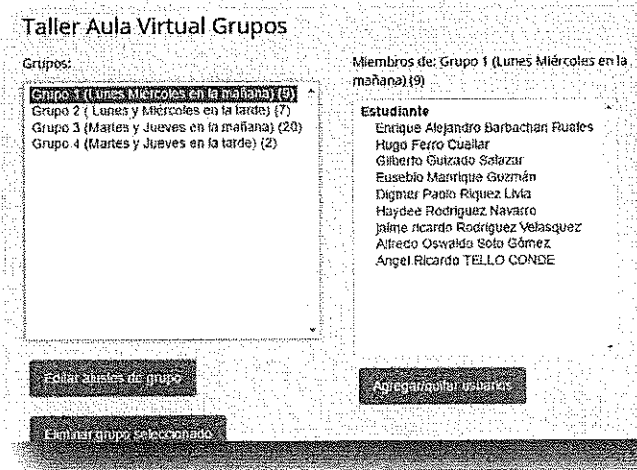 Taller Aula Virtual Grupos
Grupos:
Grupo 1 (Lunes Miércoles en la mañana) (9)
Grupo 2 ( Lunes y Miércoles en la tarde) (7)
Grupo 3 (Martes y Jueves en la mañana) (20)
Grupo 4 (Martes y Jueves en la tarde) (2)
Editar ajustes de grupo
Eliminar grupo seleccionado
Miembros de: Grupo 1 (Lunes Miércoles en la
mañana) (9)
Estudiante
Enrique Alejandro Barbachan Ruales
Hugo Ferro Cuellar
Gilberto Guizado Salazar
Eusebio Manrique Guzmán
Digmer Pablo Riquez Livia
Haydee Rodriguez Navarro
jaime ricardo Rodriguez Velasquez
Alfredo Oswaldo Soto Gómez
Angel Ricardo TELLO CONDE
Agregar/quitar usuarios